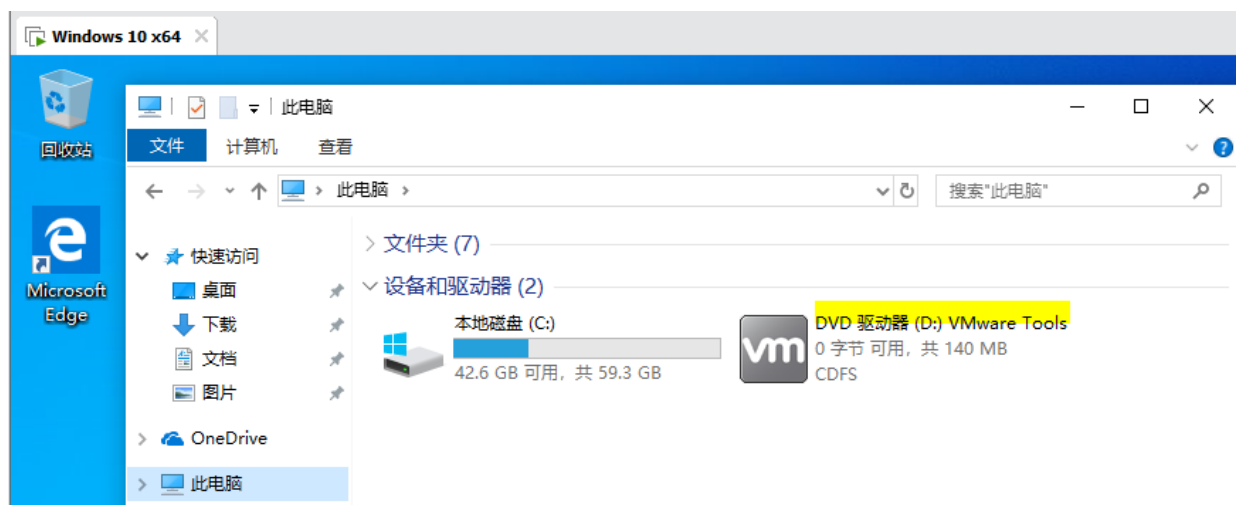 Windows 10 x64
回收站
Microsoft
Edge
此电脑
文件 计算机 查看
此电脑
搜索"此电脑"
快速访问
桌面
下载
文档
图片
OneDrive
此电脑
文件夹 (7)
设备和驱动器 (2)
本地磁盘 (C:)
42.6 GB 可用，共 59.3 GB
vm
DVD 驱动器 (D:) VMware Tools
0 字节 可用，共 140 MB
CDFS